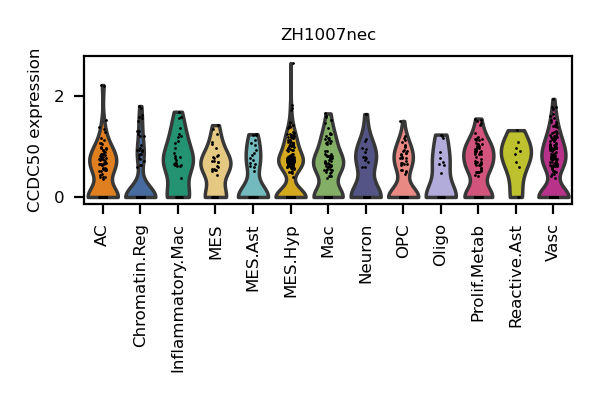 ZH1007nec
CCDC50 expression
2
0
AC
Chromatin.Reg
Inflammatory.Mac
MES
MES.Ast
MES.Hyp
Mac
Neuron
OPC
Oligo
Prolif.Metab
Reactive.Ast
Vasc